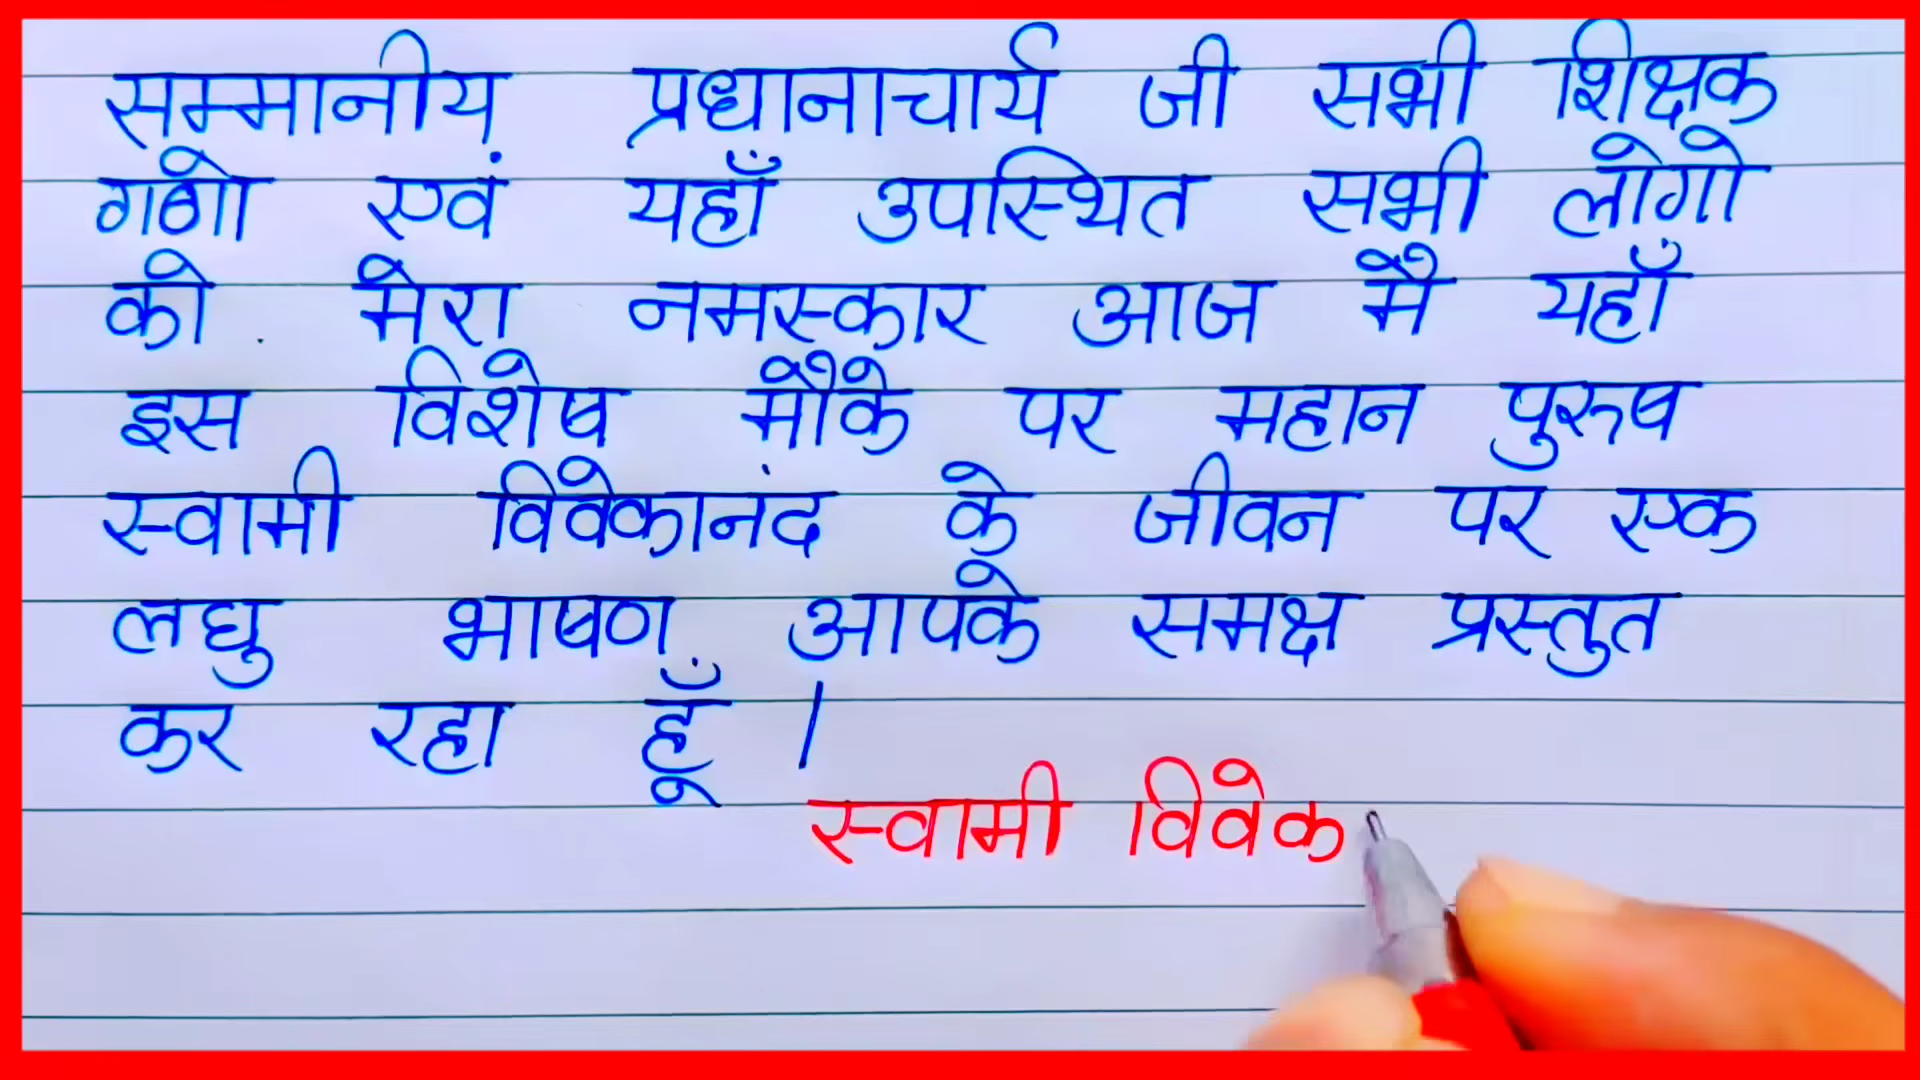 सम्मानीय प्रधानाचार्य जी सभी शिक्षक
गणो एवं यहाँ उपस्थित सभी लोगो
को . मेरा नमस्कार आज मै यहाँ
इस विशेष मौके पर महान पुरुष
स्वामी विवेकानंद के जीवन पर एक
लघु भाषण आपके समक्ष प्रस्तुत
कर रहा हूँ ।
स्वामी विवेक